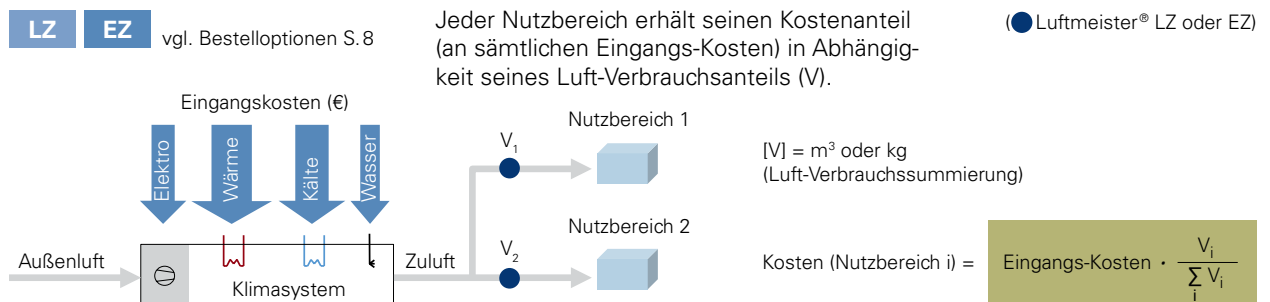 LZ EZ vgl. Bestelloptionen S. 8
Jeder Nutzbereich erhält seinen Kostenanteil
(an sämtlichen Eingangs-Kosten) in Abhängig-
keit seines Luft-Verbrauchsanteils (V).
(Luftmeister® LZ oder EZ)
Eingangskosten (€)
Elektro
Wärme
Kälte
Wasser
Außenluft
Klimasystem
Zuluft
V₁
Nutzbereich 1
V₂
Nutzbereich 2
[V] = m³ oder kg
(Luft-Verbrauchssummierung)
Kosten (Nutzbereich i) = Eingangs-Kosten · Vᵢ / ∑ᵢ Vᵢ